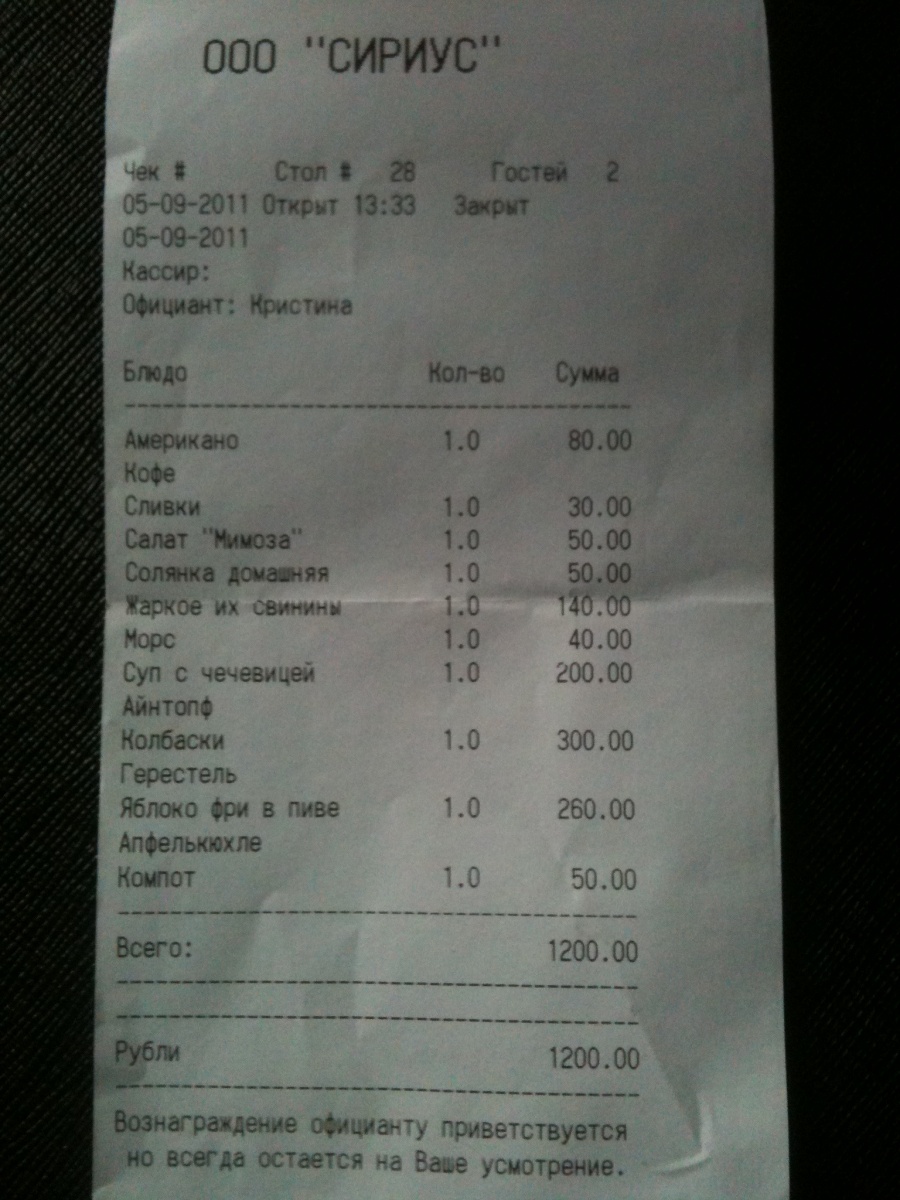 ООО "СИРИУС"
Чек # Стол # 28 Гостей 2
05-09-2011 Открыт 13:33 Закрыт
05-09-2011
Кассир:
Официант: Кристина
Блюдо Кол-во Сумма
Американо 1.0 80.00
Кофе
Сливки 1.0 30.00
Салат "Мимоза" 1.0 50.00
Солянка домашняя 1.0 50.00
Жаркое их свинины 1.0 140.00
Морс 1.0 40.00
Суп с чечевицей 1.0 200.00
Айнтопф
Колбаски 1.0 300.00
Герестель
Яблоко фри в пиве 1.0 260.00
Апфелькюхле
Компот 1.0 50.00
Всего: 1200.00
Рубли 1200.00
Вознаграждение официанту приветствуется
но всегда остается на Ваше усмотрение.